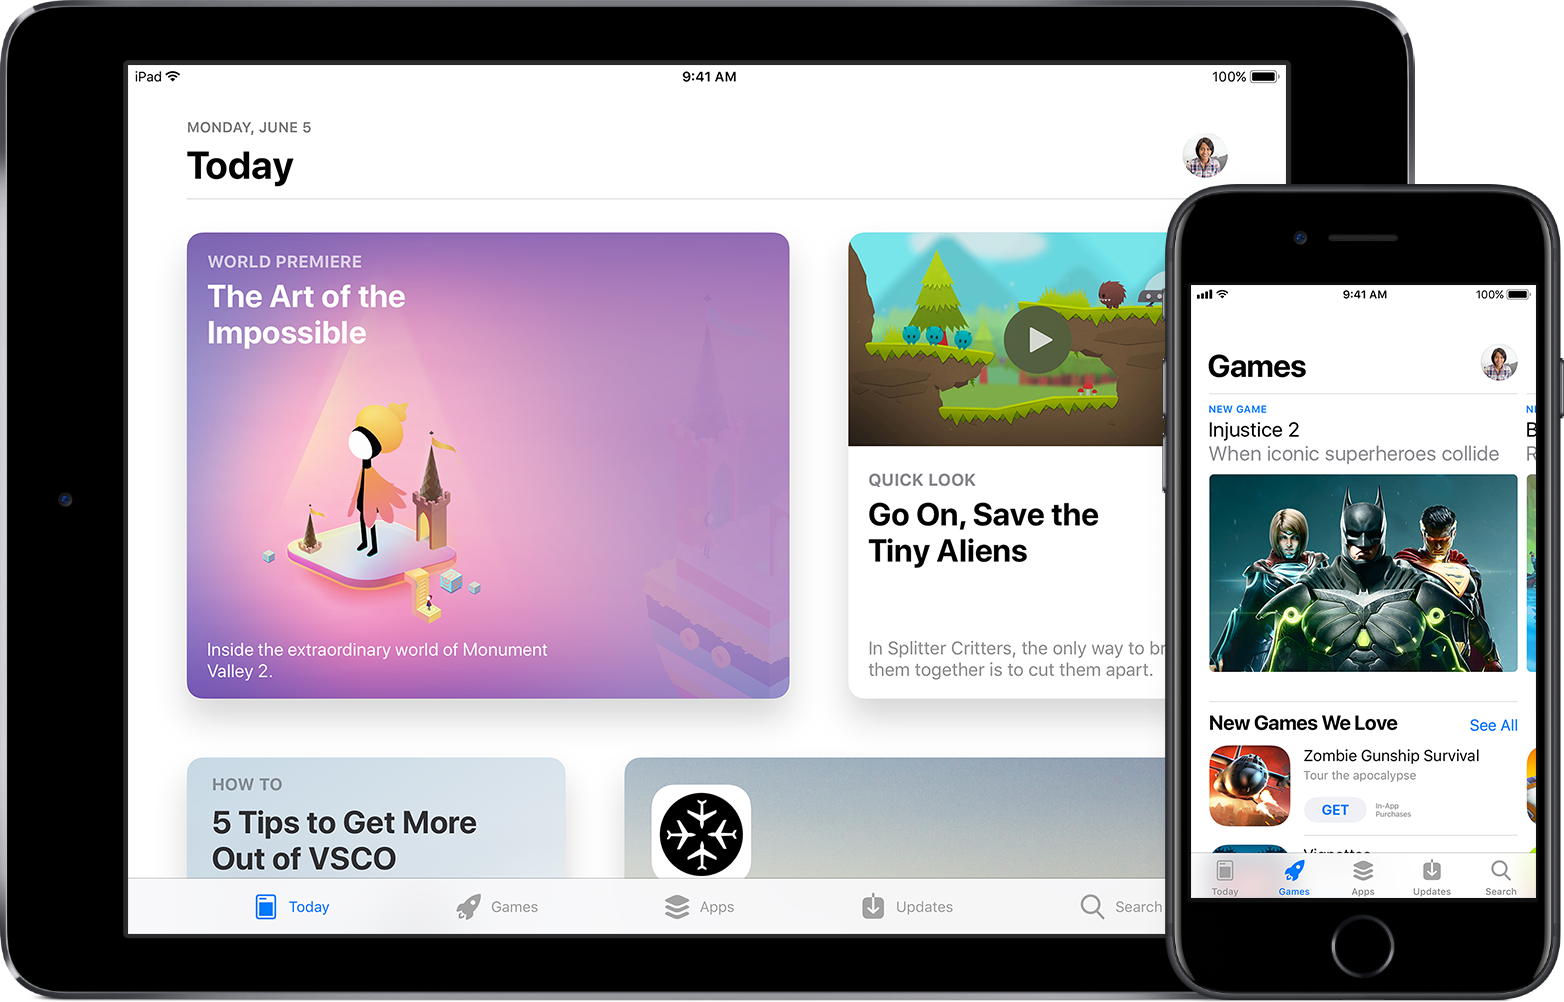 iPad
9:41 AM
100%
MONDAY, JUNE 5
Today
WORLD PREMIERE
The Art of the
Impossible
Inside the extraordinary world of Monument
Valley 2.
QUICK LOOK
Go On, Save the
Tiny Aliens
In Splitter Critters, the only way to br
them together is to cut them apart.
HOW TO
5 Tips to Get More
Out of VSCO
Today
Games
Apps
Updates
Search
9:41 AM
100%
Games
NEW GAME
Injustice 2
When iconic superheroes collide
B
R
New Games We Love
See All
Zombie Gunship Survival
Tour the apocalypse
GET
In-App
Purchases
Today
Games
Apps
Updates
Search